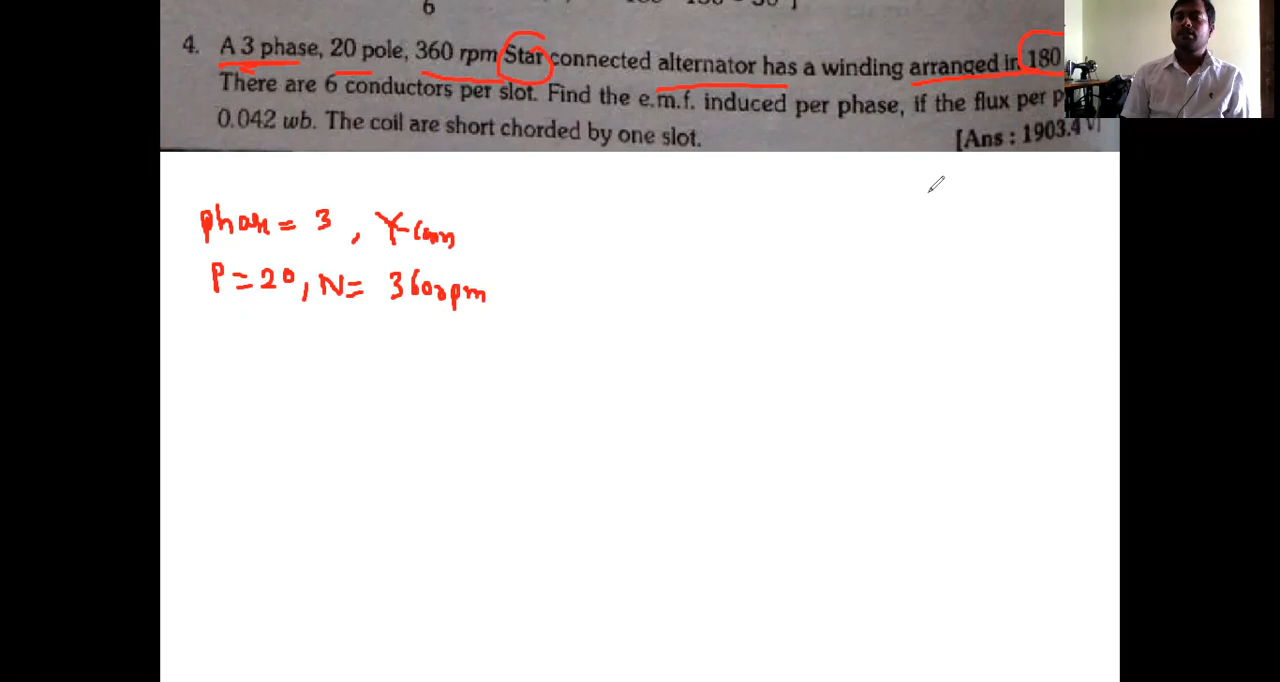 6
4. A 3 phase, 20 pole, 360 rpm Star connected alternator has a winding arranged in 180
There are 6 conductors per slot. Find the e.m.f. induced per phase, if the flux per p
0.042 wb. The coil are short chorded by one slot.
[Ans : 1903.4 V]
phase = 3 , Y-Conn
P = 20 , N = 360 rpm